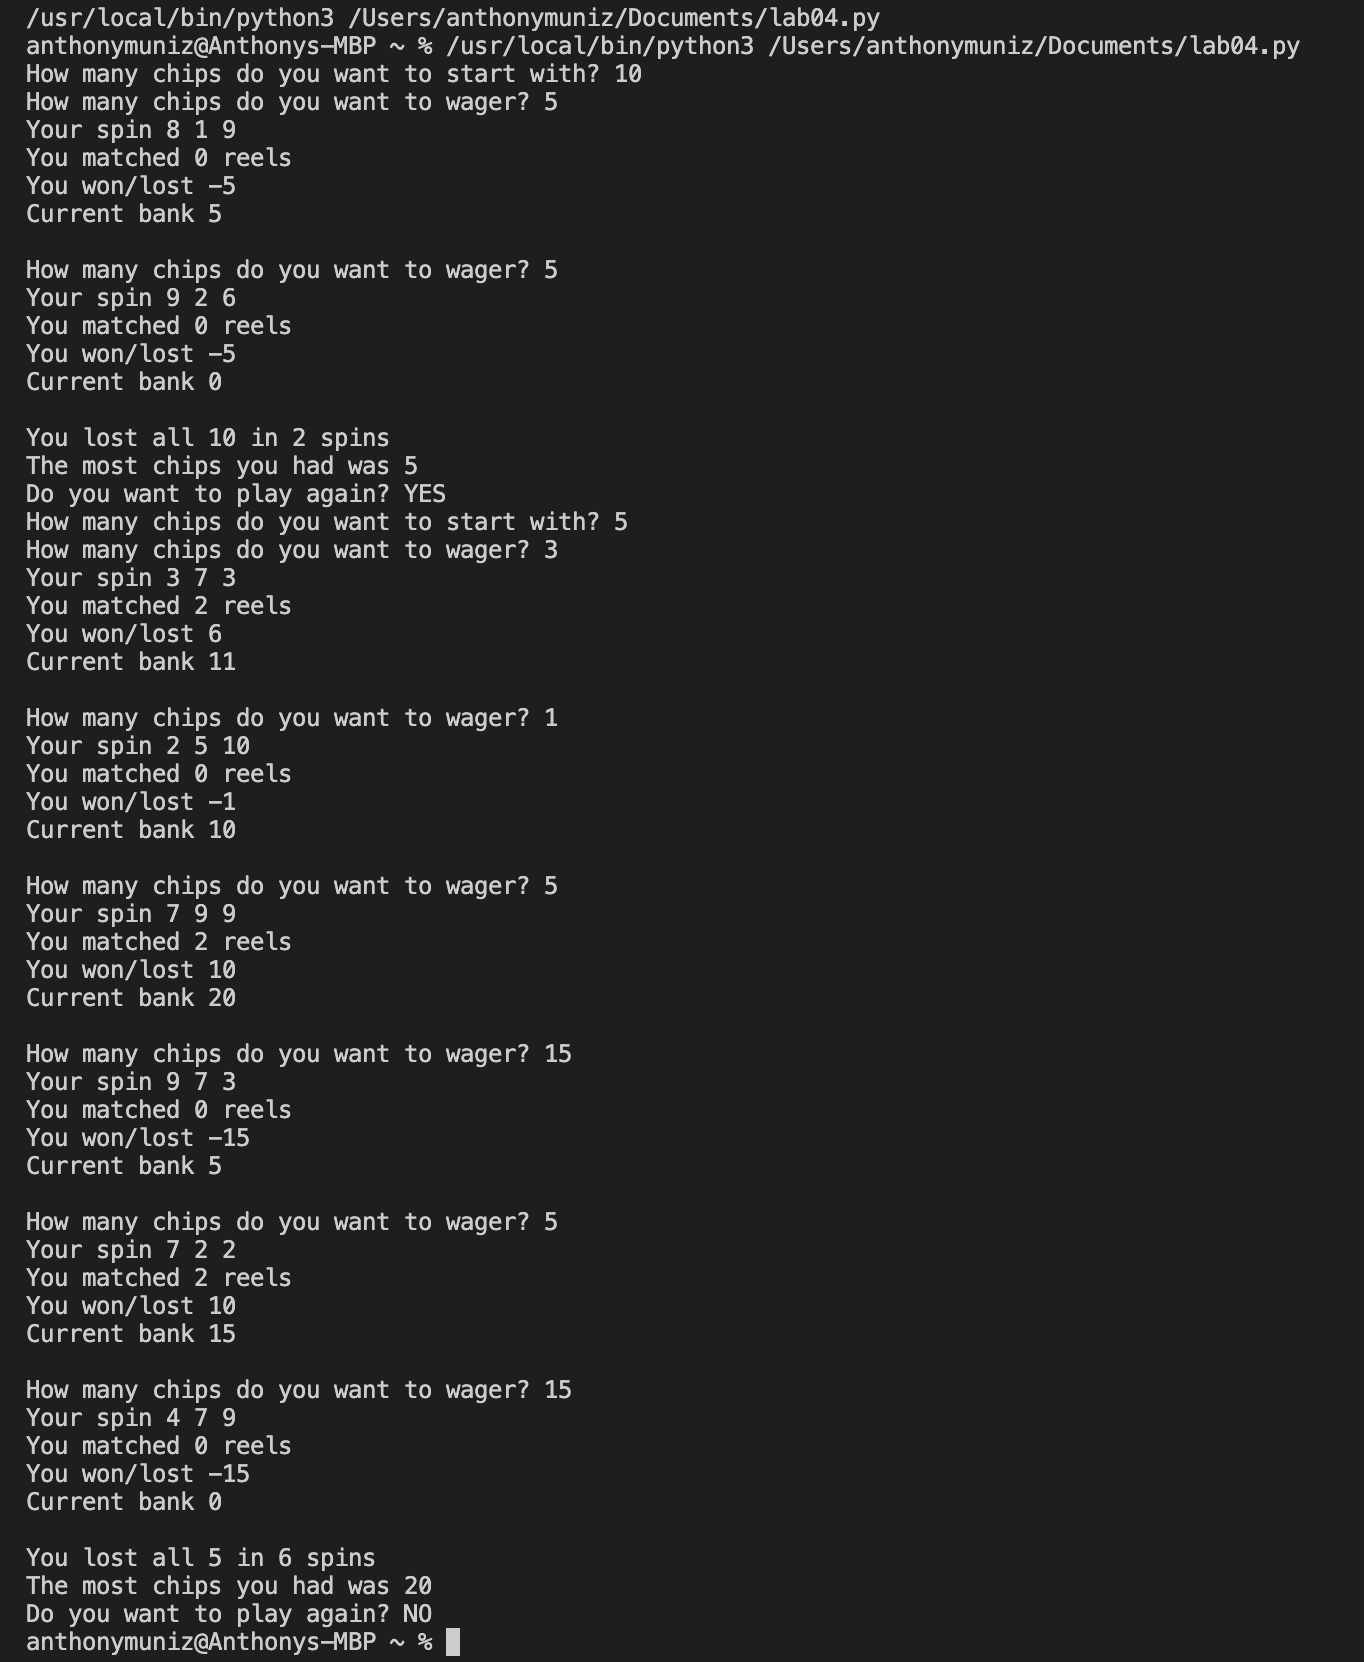 /usr/local/bin/python3 /Users/anthonymuniz/Documents/lab04.py
anthonymuniz@Anthonys-MBP ~ % /usr/local/bin/python3 /Users/anthonymuniz/Documents/lab04.py
How many chips do you want to start with? 10
How many chips do you want to wager? 5
Your spin 8 1 9
You matched 0 reels
You won/lost -5
Current bank 5
How many chips do you want to wager? 5
Your spin 9 2 6
You matched 0 reels
You won/lost -5
Current bank 0
You lost all 10 in 2 spins
The most chips you had was 5
Do you want to play again? YES
How many chips do you want to start with? 5
How many chips do you want to wager? 3
Your spin 3 7 3
You matched 2 reels
You won/lost 6
Current bank 11
How many chips do you want to wager? 1
Your spin 2 5 10
You matched 0 reels
You won/lost -1
Current bank 10
How many chips do you want to wager? 5
Your spin 7 9 9
You matched 2 reels
You won/lost 10
Current bank 20
How many chips do you want to wager? 15
Your spin 9 7 3
You matched 0 reels
You won/lost -15
Current bank 5
How many chips do you want to wager? 5
Your spin 7 2 2
You matched 2 reels
You won/lost 10
Current bank 15
How many chips do you want to wager? 15
Your spin 4 7 9
You matched 0 reels
You won/lost -15
Current bank 0
You lost all 5 in 6 spins
The most chips you had was 20
Do you want to play again? NO
anthonymuniz@Anthonys-MBP ~ %